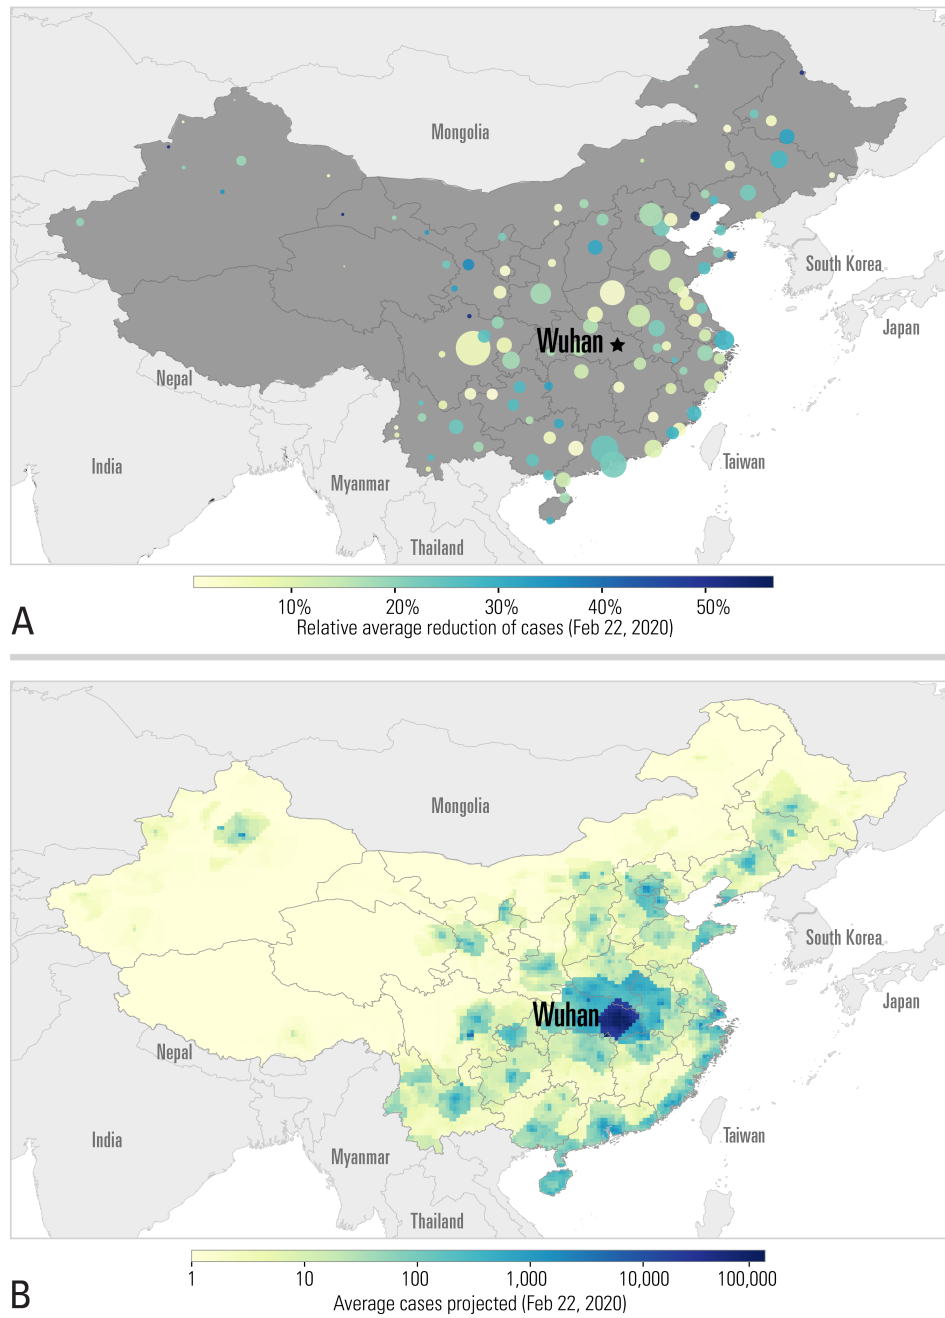 Mongolia
South Korea
Japan
Wuhan
Nepal
India
Taiwan
Myanmar
Thailand
10% 20% 30% 40% 50%
Relative average reduction of cases (Feb 22, 2020)
A
Mongolia
South Korea
Japan
Wuhan
Nepal
India
Taiwan
Myanmar
Thailand
1 10 100 1,000 10,000 100,000
Average cases projected (Feb 22, 2020)
B